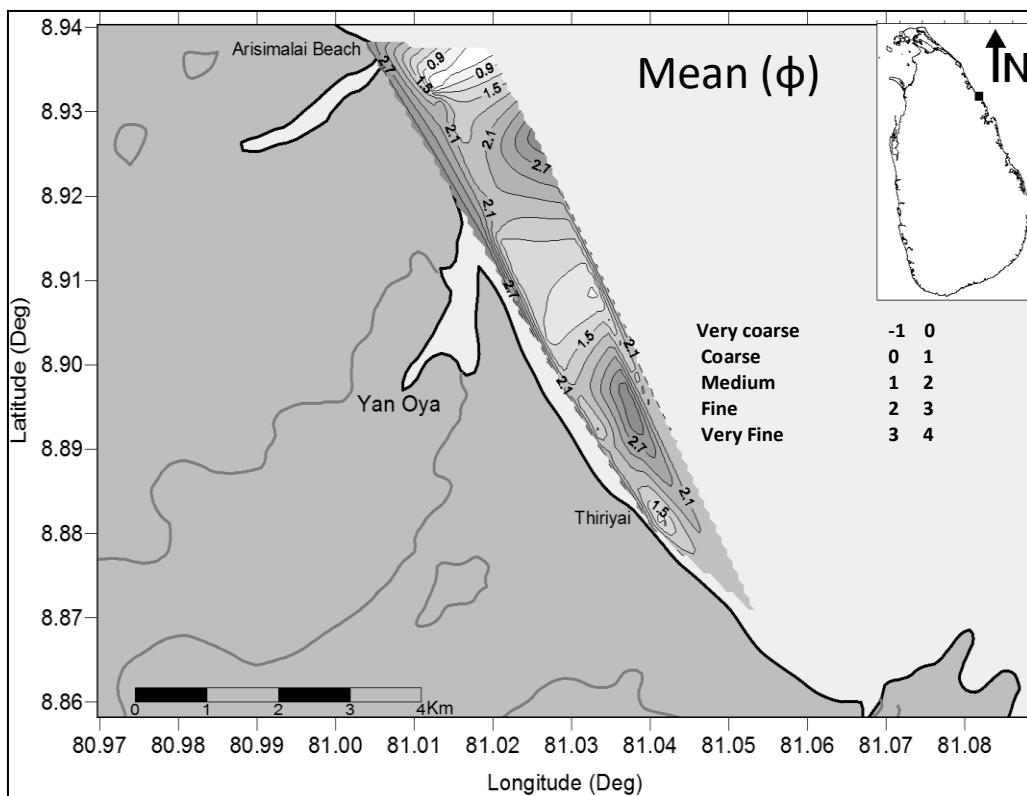 Mean (ϕ)
N
Arisimalai Beach
Yan Oya
Thiriyai
0.9
0.9
1.5
1.5
2.7
2.1
2.1
2.7
2.1
2.7
1.5
2.1
2.1
2.7
2.1
1.5
Very coarse -1 0
Coarse 0 1
Medium 1 2
Fine 2 3
Very Fine 3 4
8.94
8.93
8.92
8.91
8.90
8.89
8.88
8.87
8.86
Latitude (Deg)
0 1 2 3 4Km
80.97 80.98 80.99 81.00 81.01 81.02 81.03 81.04 81.05 81.06 81.07 81.08
Longitude (Deg)